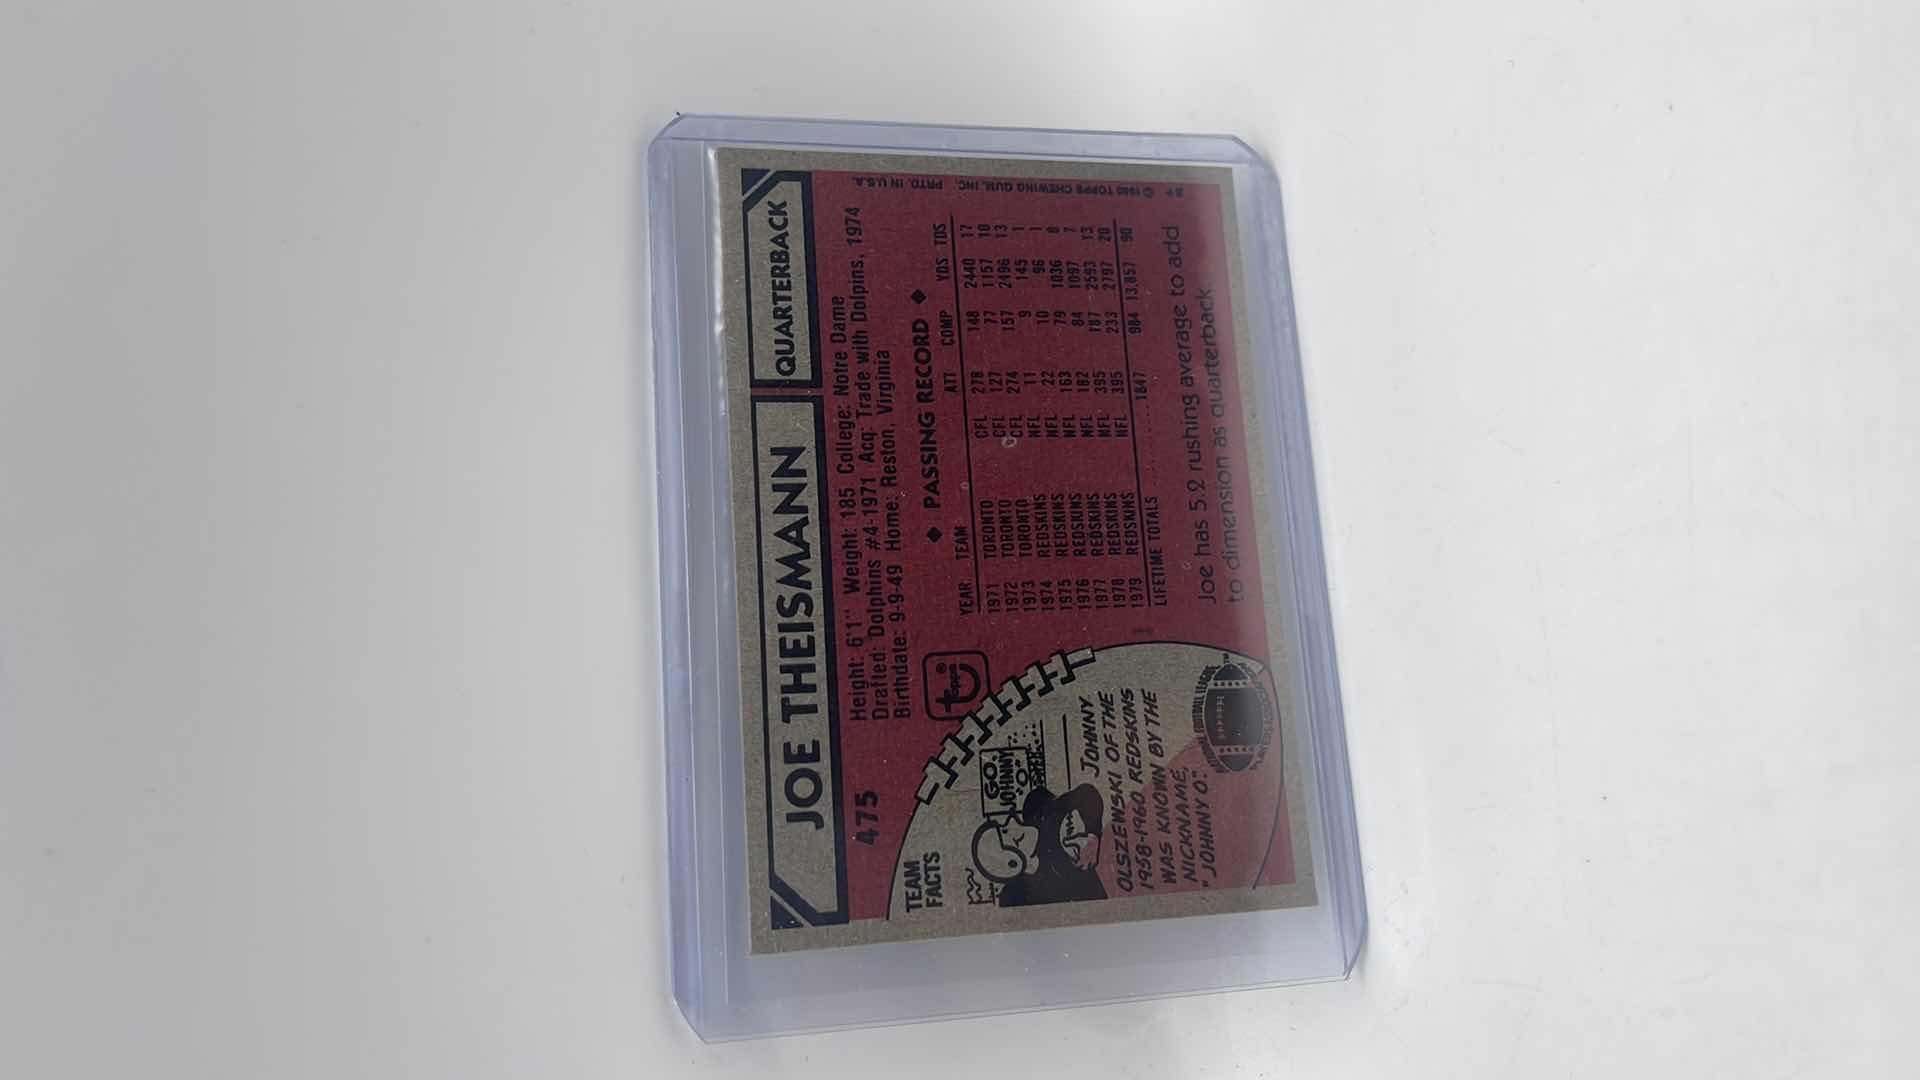 JOE THEISMANN QUARTERBACK
475
Height: 6'1" Weight: 185 College: Notre Dame
Drafted: Dolphins #4-1971 Acq: Trade with Dolpins, 1974
Birthdate: 9-9-49 Home: Reston, Virginia
topps®
◆ PASSING RECORD ◆
YEAR TEAM ATT COMP YDS TDS
1971 TORONTO CFL 278 148 2440 17
1972 TORONTO CFL 127 77 1157 10
1973 TORONTO CFL 274 157 2496 13
1974 REDSKINS NFL 11 9 145 1
1975 REDSKINS NFL 22 10 96 1
1976 REDSKINS NFL 163 79 1036 8
1977 REDSKINS NFL 182 84 1097 7
1978 REDSKINS NFL 395 187 2593 13
1979 REDSKINS NFL 395 233 2797 20
LIFETIME TOTALS 1847 984 13,857 90
Joe has 5.2 rushing average to add
to dimension as quarterback.
TEAM
FACTS
GO,
JOHNNY
"O"
JOHNNY
OLSZEWSKI OF THE
1958-1960 REDSKINS
WAS KNOWN BY THE
NICKNAME,
"JOHNNY O."
NATIONAL FOOTBALL LEAGUE
PLAYERS
© 1980 TOPPS CHEWING GUM, INC. PRTD. IN U.S.A.